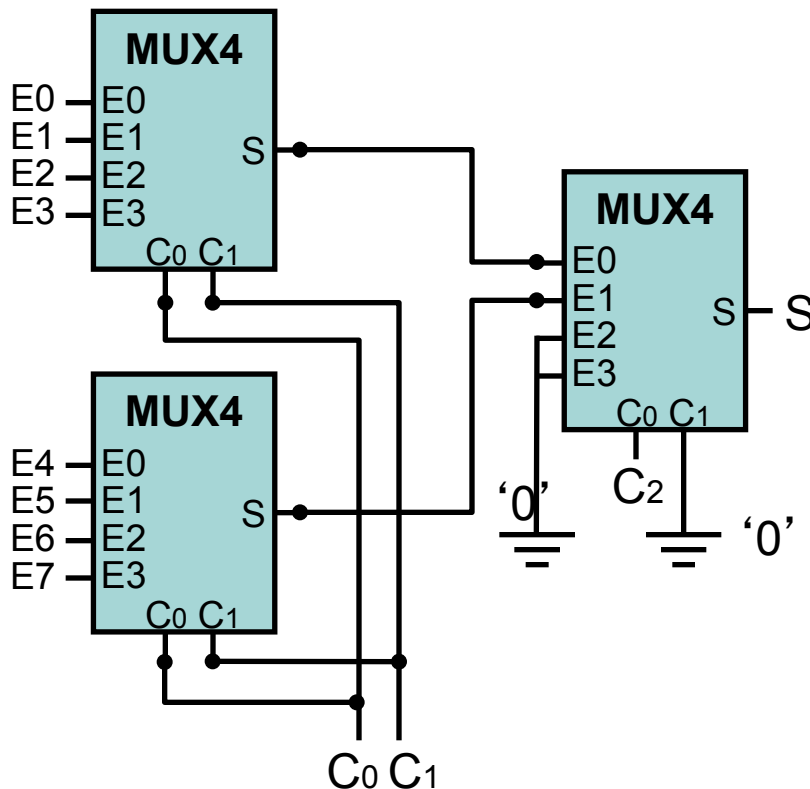 MUX4
E0 E0
E1 E1
E2 E2
E3 E3
S
C0 C1
MUX4
E0
E1
E2
E3
S S
C0 C1
C2
‘0’
‘0’
MUX4
E4 E0
E5 E1
E6 E2
E7 E3
S
C0 C1
C0 C1